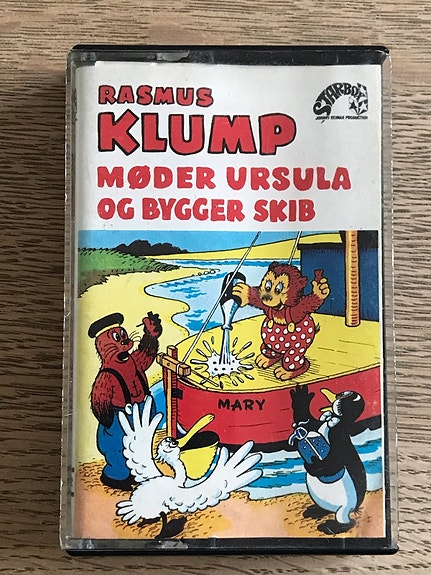 RASMUS
KLUMP
MØDER URSULA
OG BYGGER SKIB
STARBOX
JOHNNY REIMAR PRODUCTION
MARY